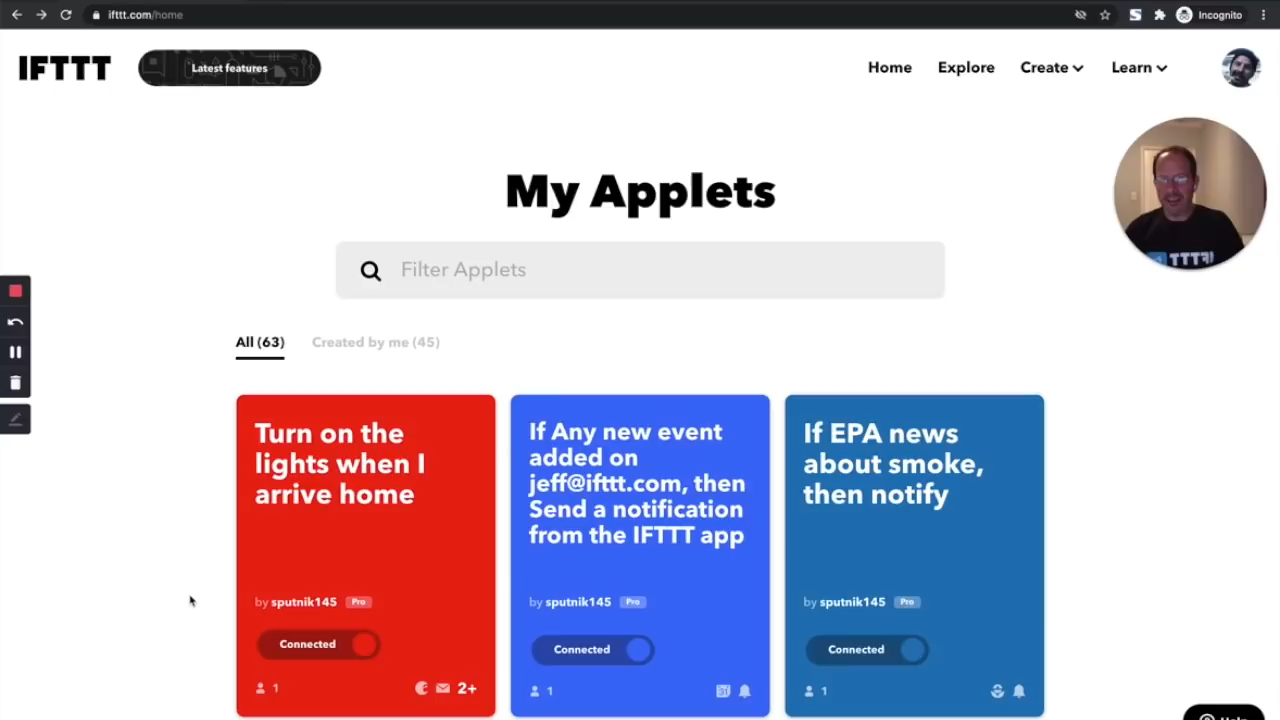 ifttt.com/home
Incognito
IFTTT
Latest features
Home
Explore
Create
Learn
My Applets
IFTTT
Filter Applets
All (63)
Created by me (45)
Turn on the
lights when I
arrive home
by sputnik145 Pro
Connected
1
2+
If Any new event
added on
jeff@ifttt.com, then
Send a notification
from the IFTTT app
by sputnik145 Pro
Connected
1
31
If EPA news
about smoke,
then notify
by sputnik145 Pro
Connected
1
Help